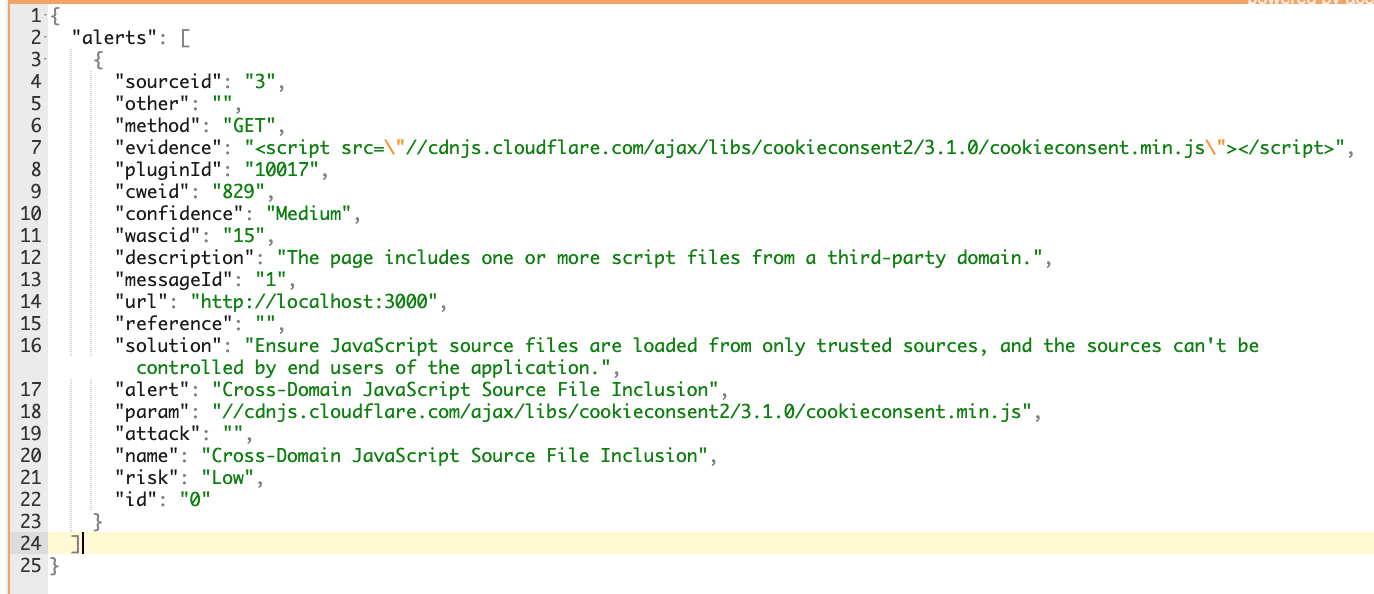 1 {
2 "alerts": [
3 {
4 "sourceid": "3",
5 "other": "",
6 "method": "GET",
7 "evidence": "<script src=\"//cdnjs.cloudflare.com/ajax/libs/cookieconsent2/3.1.0/cookieconsent.min.js\"></script>",
8 "pluginId": "10017",
9 "cweid": "829",
10 "confidence": "Medium",
11 "wascid": "15",
12 "description": "The page includes one or more script files from a third-party domain.",
13 "messageId": "1",
14 "url": "http://localhost:3000",
15 "reference": "",
16 "solution": "Ensure JavaScript source files are loaded from only trusted sources, and the sources can't be
controlled by end users of the application.",
17 "alert": "Cross-Domain JavaScript Source File Inclusion",
18 "param": "//cdnjs.cloudflare.com/ajax/libs/cookieconsent2/3.1.0/cookieconsent.min.js",
19 "attack": "",
20 "name": "Cross-Domain JavaScript Source File Inclusion",
21 "risk": "Low",
22 "id": "0"
23 }
24 ]
25 }